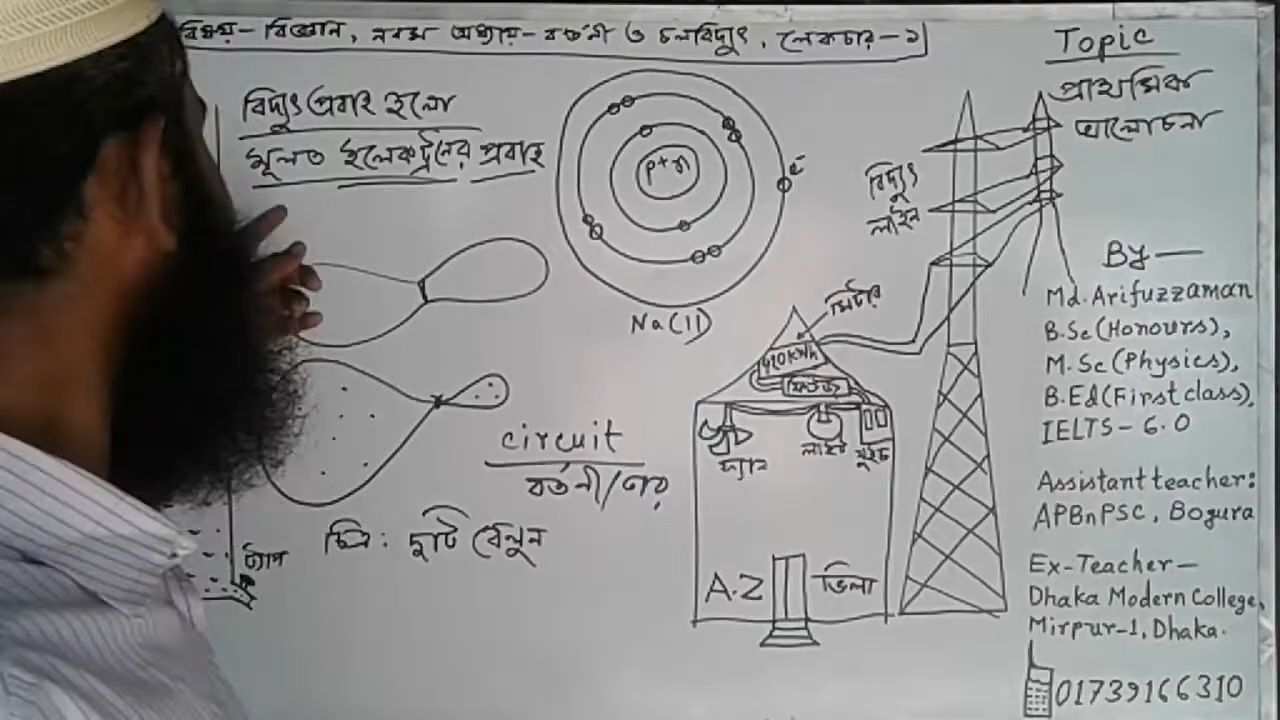 বিষয় - বিজ্ঞান, নবম অধ্যায় - বর্তনী ও চলবিদ্যুৎ, লেকচার - ১
বিদ্যুৎ প্রবাহ হলো
মূলত ইলেকট্রনের প্রবাহ
p+n
e⁻
Na(11)
circuit
বর্তনী/তার
চিত্র: দুটি বেলুন
ট্যাপ
বিদ্যুৎ
লাইন
মিটার
ফ্যান
লাইট
সুইচ
A.Z ভিলা
Topic
প্রাথমিক
আলোচনা
By —
Md. Arifuzzaman
B.Sc (Honours),
M.Sc (Physics),
B.Ed (First class),
IELTS - 6.0
Assistant teacher:
APBnPSC, Bogura
Ex-Teacher —
Dhaka Modern College,
Mirpur-1, Dhaka.
01739166310